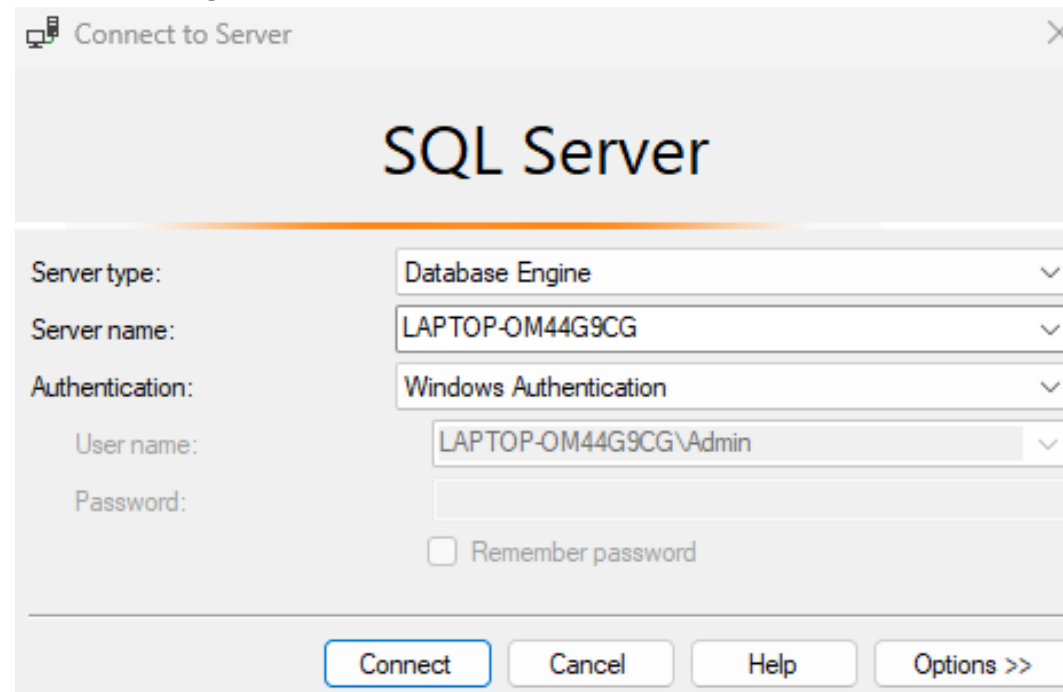 Connect to Server
SQL Server
Server type: Database Engine
Server name: LAPTOP-OM44G9CG
Authentication: Windows Authentication
User name: LAPTOP-OM44G9CG\Admin
Password:
Remember password
Connect Cancel Help Options >>